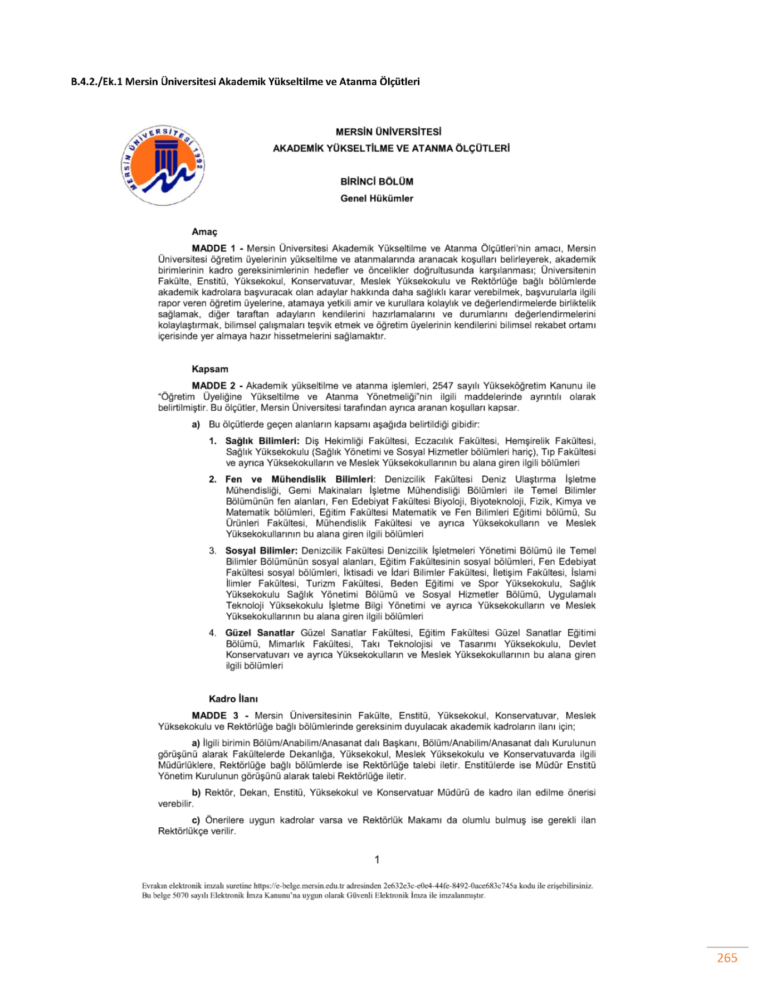 B.4.2./Ek.1 Mersin Üniversitesi Akademik Yükseltilme ve Atanma Ölçütleri
MERSİN ÜNİVERSİTESİ 1992
MERSİN ÜNİVERSİTESİ
AKADEMİK YÜKSELTİLME VE ATANMA ÖLÇÜTLERİ
BİRİNCİ BÖLÜM
Genel Hükümler
Amaç
MADDE 1 - Mersin Üniversitesi Akademik Yükseltilme ve Atanma Ölçütleri’nin amacı, Mersin
Üniversitesi öğretim üyelerinin yükseltilme ve atanmalarında aranacak koşulları belirleyerek, akademik
birimlerinin kadro gereksinimlerinin hedefler ve öncelikler doğrultusunda karşılanması; Üniversitenin
Fakülte, Enstitü, Yüksekokul, Konservatuvar, Meslek Yüksekokulu ve Rektörlüğe bağlı bölümlerde
akademik kadrolara başvuracak olan adaylar hakkında daha sağlıklı karar verebilmek, başvurularla ilgili
rapor veren öğretim üyelerine, atamaya yetkili amir ve kurullara kolaylık ve değerlendirmelerde birliktelik
sağlamak, diğer taraftan adayların kendilerini hazırlamalarını ve durumlarını değerlendirmelerini
kolaylaştırmak, bilimsel çalışmaları teşvik etmek ve öğretim üyelerinin kendilerini bilimsel rekabet ortamı
içerisinde yer almaya hazır hissetmelerini sağlamaktır.
Kapsam
MADDE 2 - Akademik yükseltilme ve atanma işlemleri, 2547 sayılı Yükseköğretim Kanunu ile
“Öğretim Üyeliğine Yükseltilme ve Atanma Yönetmeliği”nin ilgili maddelerinde ayrıntılı olarak
belirtilmiştir. Bu ölçütler, Mersin Üniversitesi tarafından ayrıca aranan koşulları kapsar.
a) Bu ölçütlerde geçen alanların kapsamı aşağıda belirtildiği gibidir:
1. Sağlık Bilimleri: Diş Hekimliği Fakültesi, Eczacılık Fakültesi, Hemşirelik Fakültesi,
Sağlık Yüksekokulu (Sağlık Yönetimi ve Sosyal Hizmetler bölümleri hariç), Tıp Fakültesi
ve ayrıca Yüksekokulların ve Meslek Yüksekokullarının bu alana giren ilgili bölümleri
2. Fen ve Mühendislik Bilimleri: Denizcilik Fakültesi Deniz Ulaştırma İşletme
Mühendisliği, Gemi Makinaları İşletme Mühendisliği Bölümleri ile Temel Bilimler
Bölümünün fen alanları, Fen Edebiyat Fakültesi Biyoloji, Biyoteknoloji, Fizik, Kimya ve
Matematik bölümleri, Eğitim Fakültesi Matematik ve Fen Bilimleri Eğitimi bölümü, Su
Ürünleri Fakültesi, Mühendislik Fakültesi ve ayrıca Yüksekokulların ve Meslek
Yüksekokullarının bu alana giren ilgili bölümleri
3. Sosyal Bilimler: Denizcilik Fakültesi Denizcilik İşletmeleri Yönetimi Bölümü ile Temel
Bilimler Bölümünün sosyal alanları, Eğitim Fakültesinin sosyal bölümleri, Fen Edebiyat
Fakültesi sosyal bölümleri, İktisadi ve İdari Bilimler Fakültesi, İletişim Fakültesi, İslami
İlimler Fakültesi, Turizm Fakültesi, Beden Eğitimi ve Spor Yüksekokulu, Sağlık
Yüksekokulu Sağlık Yönetimi Bölümü ve Sosyal Hizmetler Bölümü, Uygulamalı
Teknoloji Yüksekokulu İşletme Bilgi Yönetimi ve ayrıca Yüksekokulların ve Meslek
Yüksekokullarının bu alana giren ilgili bölümleri
4. Güzel Sanatlar Güzel Sanatlar Fakültesi, Eğitim Fakültesi Güzel Sanatlar Eğitimi
Bölümü, Mimarlık Fakültesi, Takı Teknolojisi ve Tasarımı Yüksekokulu, Devlet
Konservatuvarı ve ayrıca Yüksekokulların ve Meslek Yüksekokullarının bu alana giren
ilgili bölümleri
Kadro İlanı
MADDE 3 - Mersin Üniversitesinin Fakülte, Enstitü, Yüksekokul, Konservatuvar, Meslek
Yüksekokulu ve Rektörlüğe bağlı bölümlerinde gereksinim duyulacak akademik kadroların ilanı için;
a) İlgili birimin Bölüm/Anabilim/Anasanat dalı Başkanı, Bölüm/Anabilim/Anasanat dalı Kurulunun
görüşünü alarak Fakültelerde Dekanlığa, Yüksekokul, Meslek Yüksekokulu ve Konservatuvarda ilgili
Müdürlüklere, Rektörlüğe bağlı bölümlerde ise Rektörlüğe talebi iletir. Enstitülerde ise Müdür Enstitü
Yönetim Kurulunun görüşünü alarak talebi Rektörlüğe iletir.
b) Rektör, Dekan, Enstitü, Yüksekokul ve Konservatuar Müdürü de kadro ilan edilme önerisi
verebilir.
c) Önerilere uygun kadrolar varsa ve Rektörlük Makamı da olumlu bulmuş ise gerekli ilan
Rektörlükçe verilir.
1
Evrakın elektronik imzalı suretine https://e-belge.mersin.edu.tr adresinden 2e632e3c-e0e4-44fe-8492-0ace683c745a kodu ile erişebilirsiniz.
Bu belge 5070 sayılı Elektronik İmza Kanunu’na uygun olarak Güvenli Elektronik İmza ile imzalanmıştır.
265